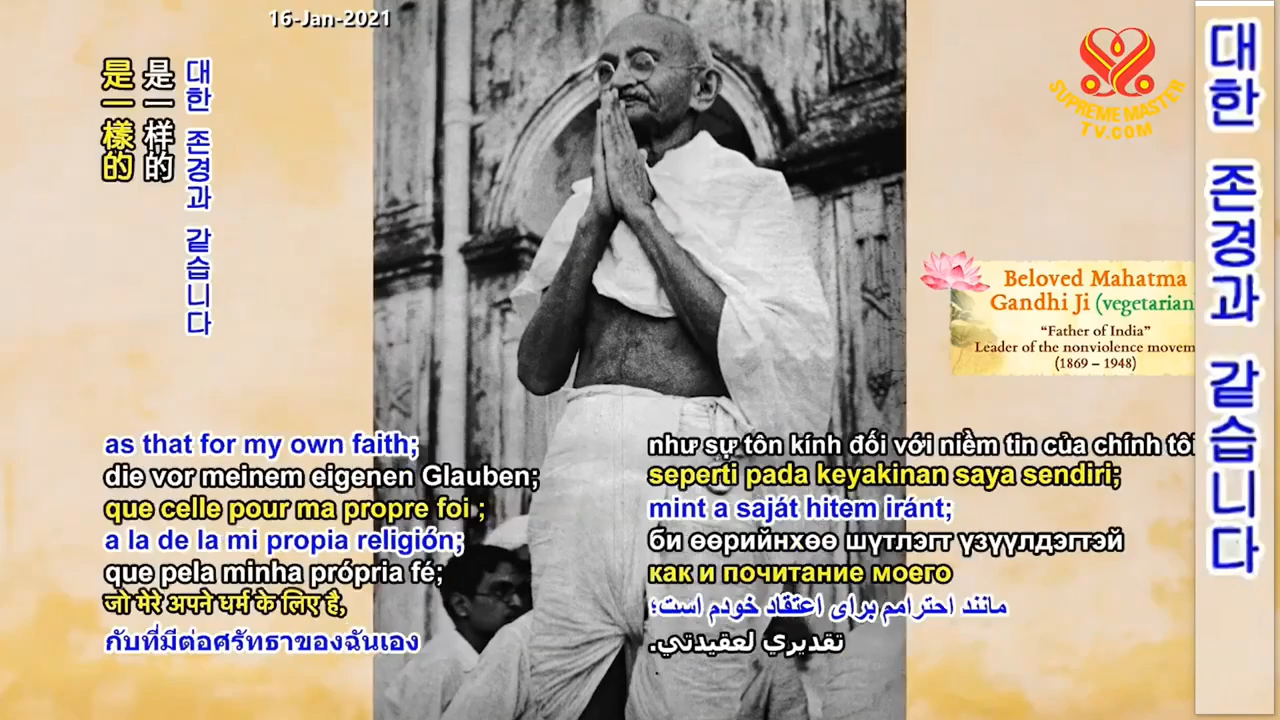 16-Jan-2021
是一樣的
是一样的
대한 존경과 같습니다
SUPREME MASTER
TV.COM
Beloved Mahatma
Gandhi Ji (vegetarian
“Father of India”
Leader of the nonviolence movem
(1869 – 1948)
as that for my own faith;
die vor meinem eigenen Glauben;
que celle pour ma propre foi ;
a la de la mi propia religión;
que pela minha própria fé;
जो मेरे अपने धर्म के लिए है,
กับที่มีต่อศรัทธาของฉันเอง
như sự tôn kính đối với niềm tin của chính tôi
seperti pada keyakinan saya sendiri;
mint a saját hitem iránt;
би өөрийнхөө шүтлэгт үзүүлдэгтэй
как и почитание моего
مانند احترامم برای اعتقاد خودم است؛
تقديري لعقيدتي.
대한 존경과 같습니다